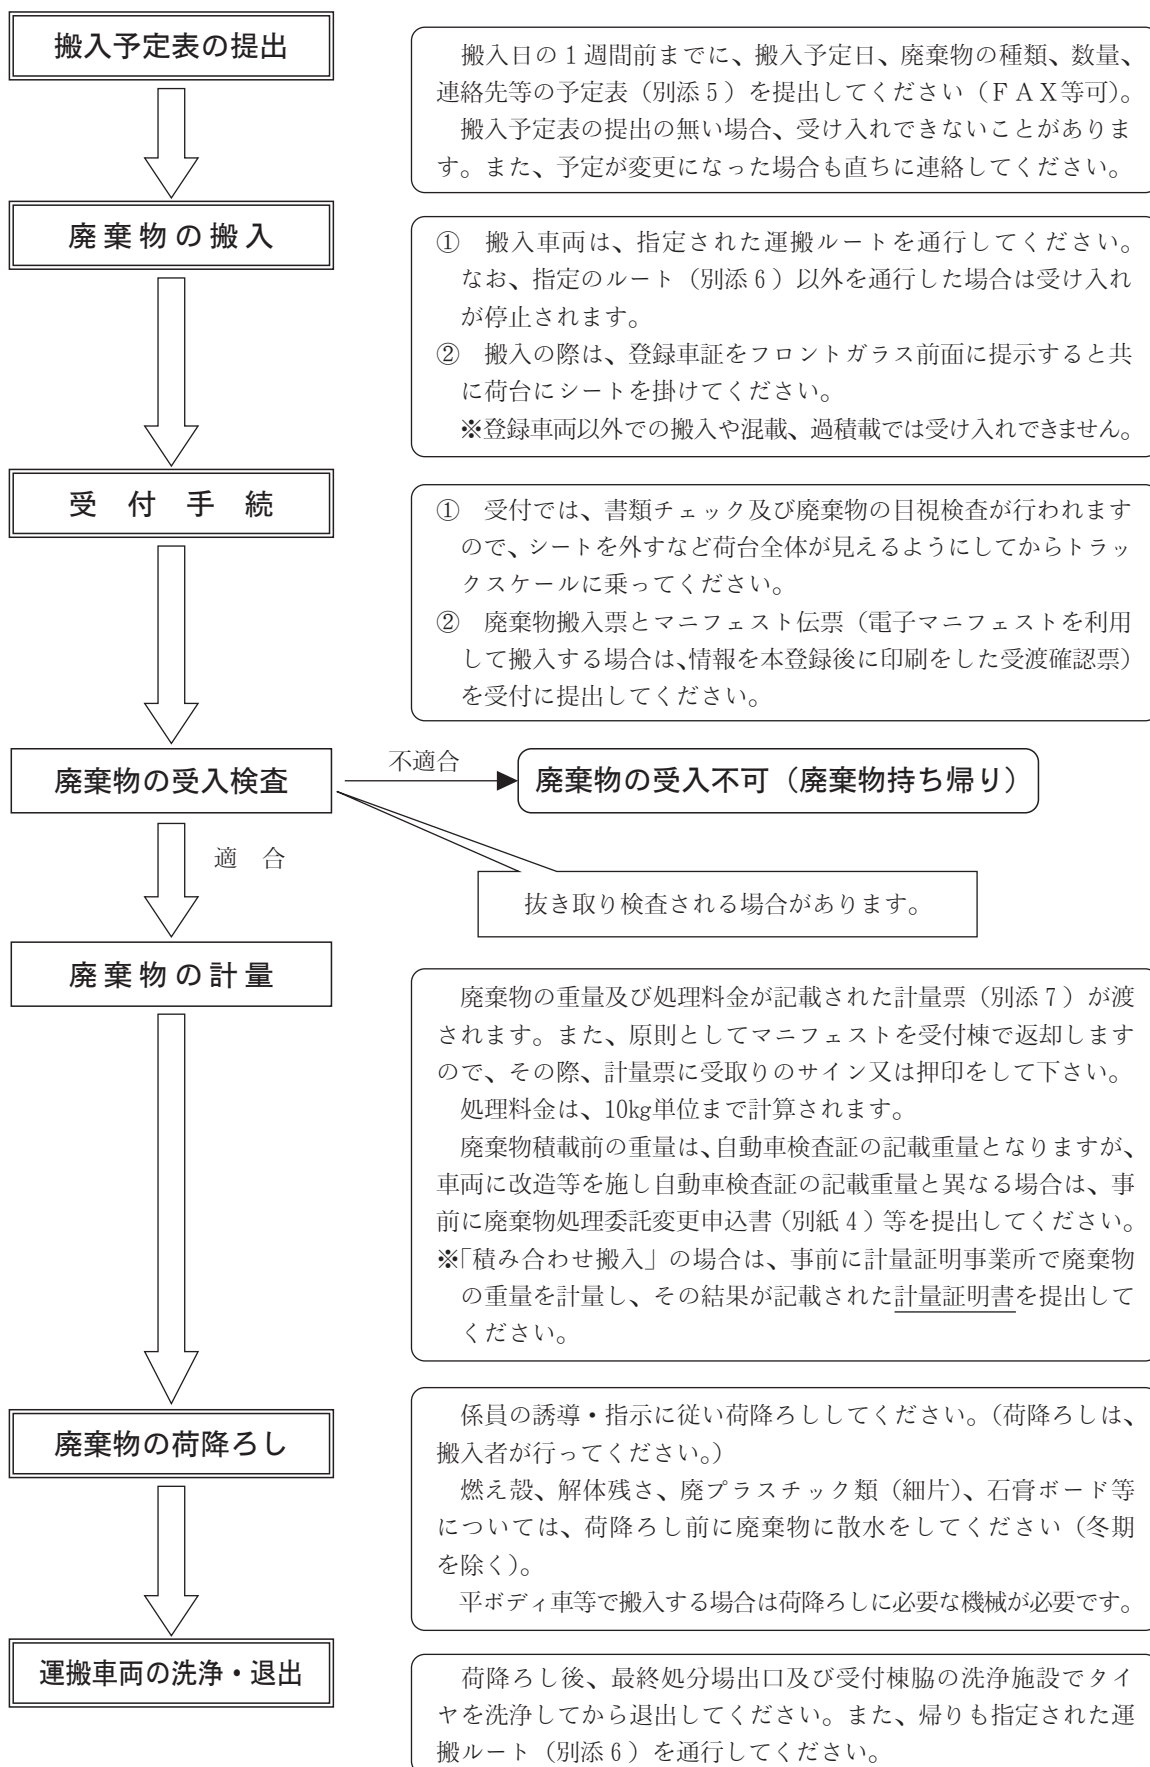 搬入予定表の提出
搬入日の１週間前までに、搬入予定日、廃棄物の種類、数量、
連絡先等の予定表（別添５）を提出してください（ＦＡＸ等可）。
搬入予定表の提出の無い場合、受け入れできないことがありま
す。また、予定が変更になった場合も直ちに連絡してください。
廃棄物の搬入
①　搬入車両は、指定された運搬ルートを通行してください。
なお、指定のルート（別添６）以外を通行した場合は受け入れ
が停止されます。
②　搬入の際は、登録車証をフロントガラス前面に提示すると共
に荷台にシートを掛けてください。
※登録車両以外での搬入や混載、過積載では受け入れできません。
受　付　手　続
①　受付では、書類チェック及び廃棄物の目視検査が行われます
ので、シートを外すなど荷台全体が見えるようにしてからトラッ
クスケールに乗ってください。
②　廃棄物搬入票とマニフェスト伝票（電子マニフェストを利用
して搬入する場合は、情報を本登録後に印刷をした受渡確認票）
を受付に提出してください。
廃棄物の受入検査
不適合
廃棄物の受入不可（廃棄物持ち帰り）
適　合
抜き取り検査される場合があります。
廃棄物の計量
廃棄物の重量及び処理料金が記載された計量票（別添７）が渡
されます。また、原則としてマニフェストを受付棟で返却します
ので、その際、計量票に受取りのサイン又は押印をして下さい。
処理料金は、10kg単位まで計算されます。
廃棄物積載前の重量は、自動車検査証の記載重量となりますが、
車両に改造等を施し自動車検査証の記載重量と異なる場合は、事
前に廃棄物処理委託変更申込書（別紙４）等を提出してください。
※「積み合わせ搬入」の場合は、事前に計量証明事業所で廃棄物
の重量を計量し、その結果が記載された計量証明書を提出して
ください。
廃棄物の荷降ろし
係員の誘導・指示に従い荷降ろししてください。（荷降ろしは、
搬入者が行ってください。）
燃え殻、解体残さ、廃プラスチック類（細片）、石膏ボード等
については、荷降ろし前に廃棄物に散水をしてください（冬期
を除く）。
平ボディ車等で搬入する場合は荷降ろしに必要な機械が必要です。
運搬車両の洗浄・退出
荷降ろし後、最終処分場出口及び受付棟脇の洗浄施設でタイ
ヤを洗浄してから退出してください。また、帰りも指定された運
搬ルート（別添６）を通行してください。